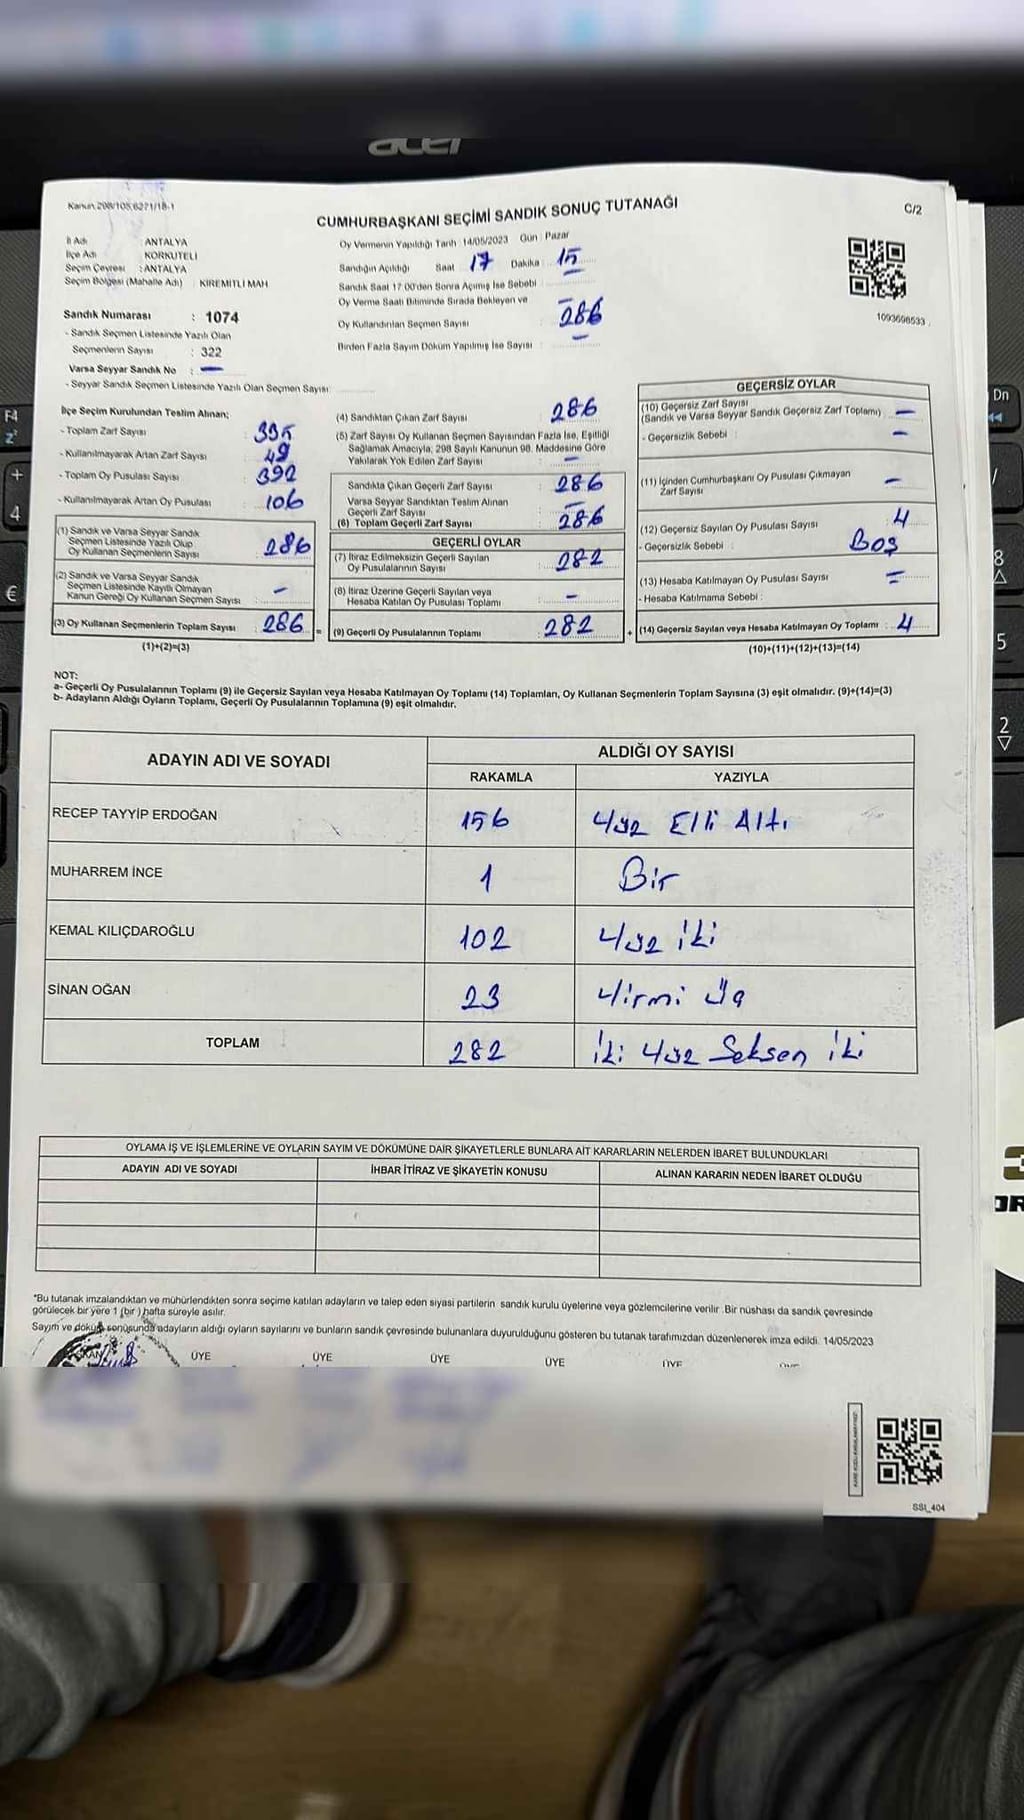 acer
Kanun.298/105,6271/18-1
CUMHURBAŞKANI SEÇİMİ SANDIK SONUÇ TUTANAĞI
C/2
İl Adı : ANTALYA
İlçe Adı : KORKUTELİ
Seçim Çevresi : ANTALYA
Seçim Bölgesi (Mahalle Adı) : KİREMİTLİ MAH
Oy Vermenin Yapıldığı Tarih :14/05/2023 Gün : Pazar
Sandığın Açıldığı Saat 17 Dakika 15
Sandık Saat 17.00'den Sonra Açımış İse Sebebi :
Oy Verme Saati Bitiminde Sırada Bekleyen ve –
Oy Kullandırılan Seçmen Sayısı : 286
Birden Fazla Sayım Döküm Yapılmış İse Sayısı : –
1093698533
Sandık Numarası : 1074
- Sandık Seçmen Listesinde Yazılı Olan
Seçmenlerin Sayısı : 322
Varsa Seyyar Sandık No : –
- Seyyar Sandık Seçmen Listesinde Yazılı Olan Seçmen Sayısı:
İlçe Seçim Kurulundan Teslim Alınan;
- Toplam Zarf Sayısı :
- Kullanılmayarak Artan Zarf Sayısı : 49
- Toplam Oy Pusulası Sayısı : 392
- Kullanılmayarak Artan Oy Pusulası : 106
(1) Sandık ve Varsa Seyyar Sandık
Seçmen Listesinde Yazılı Olup
Oy Kullanan Seçmenlerin Sayısı : 286
(2) Sandık ve Varsa Seyyar Sandık
Seçmen Listesinde Kayıtlı Olmayan
Kanun Gereği Oy Kullanan Seçmen Sayısı : –
(3) Oy Kullanan Seçmenlerin Toplam Sayısı : 286 =
(1)+(2)=(3)
(4) Sandıktan Çıkan Zarf Sayısı : 286
(5) Zarf Sayısı Oy Kullanan Seçmen Sayısından Fazla İse, Eşitliği
Sağlamak Amacıyla, 298 Sayılı Kanunun 98. Maddesine Göre
Yakılarak Yok Edilen Zarf Sayısı : –
Sandıkta Çıkan Geçerli Zarf Sayısı : 286
Varsa Seyyar Sandıktan Teslim Alınan
Geçerli Zarf Sayısı : –
(6) Toplam Geçerli Zarf Sayısı : 286
GEÇERLİ OYLAR
(7) İtiraz Edilmeksizin Geçerli Sayılan
Oy Pusulalarının Sayısı : 282
(8) İtiraz Üzerine Geçerli Sayılan veya
Hesaba Katılan Oy Pusulası Toplamı : –
(9) Geçerli Oy Pusulalarının Toplamı : 282 +
GEÇERSİZ OYLAR
(10) Geçersiz Zarf Sayısı
(Sandık ve Varsa Seyyar Sandık Geçersiz Zarf Toplamı) : –
- Geçersizlik Sebebi : –
(11) İçinden Cumhurbaşkanı Oy Pusulası Çıkmayan
Zarf Sayısı : –
(12) Geçersiz Sayılan Oy Pusulası Sayısı : 4
- Geçersizlik Sebebi : Boş
(13) Hesaba Katılmayan Oy Pusulası Sayısı : –
- Hesaba Katılmama Sebebi :
(14) Geçersiz Sayılan veya Hesaba Katılmayan Oy Toplamı : 4
(10)+(11)+(12)+(13)=(14)
NOT:
a- Geçerli Oy Pusulalarının Toplamı (9) ile Geçersiz Sayılan veya Hesaba Katılmayan Oy Toplamı (14) Toplamları, Oy Kullanan Seçmenlerin Toplam Sayısına (3) eşit olmalıdır. (9)+(14)=(3)
b- Adayların Aldığı Oyların Toplamı, Geçerli Oy Pusulalarının Toplamına (9) eşit olmalıdır.
ADAYIN ADI VE SOYADI
ALDIĞI OY SAYISI
RAKAMLA YAZIYLA
RECEP TAYYİP ERDOĞAN 156 Yüz Elli Altı
MUHARREM İNCE 1 Bir
KEMAL KILIÇDAROĞLU 102 Yüz İki
SİNAN OĞAN 23 Yirmi Üç
TOPLAM 282 İki Yüz Seksen İki
OYLAMA İŞ VE İŞLEMLERİNE VE OYLARIN SAYIM VE DÖKÜMÜNE DAİR ŞİKAYETLERLE BUNLARA AİT KARARLARIN NELERDEN İBARET BULUNDUKLARI
ADAYIN ADI VE SOYADI İHBAR İTİRAZ VE ŞİKAYETİN KONUSU ALINAN KARARIN NEDEN İBARET OLDUĞU
*Bu tutanak imzalandıktan ve mühürlendikten sonra seçime katılan adayların ve talep eden siyasi partilerin sandık kurulu üyelerine veya gözlemcilerine verilir .Bir nüshası da sandık çevresinde
görülecek bir yere 1 (bir ) hafta süreyle asılır.
Sayım ve döküm sonuşunda adayların aldığı oyların sayılarını ve bunların sandık çevresinde bulunanlara duyurulduğunu gösteren bu tutanak tarafımızdan düzenlenerek imza edildi. 14/05/2023
BAŞKAN ÜYE ÜYE ÜYE ÜYE ÜYE ÜYE
SSI_404
F4
+
4
€
Dn
/
8
5
2